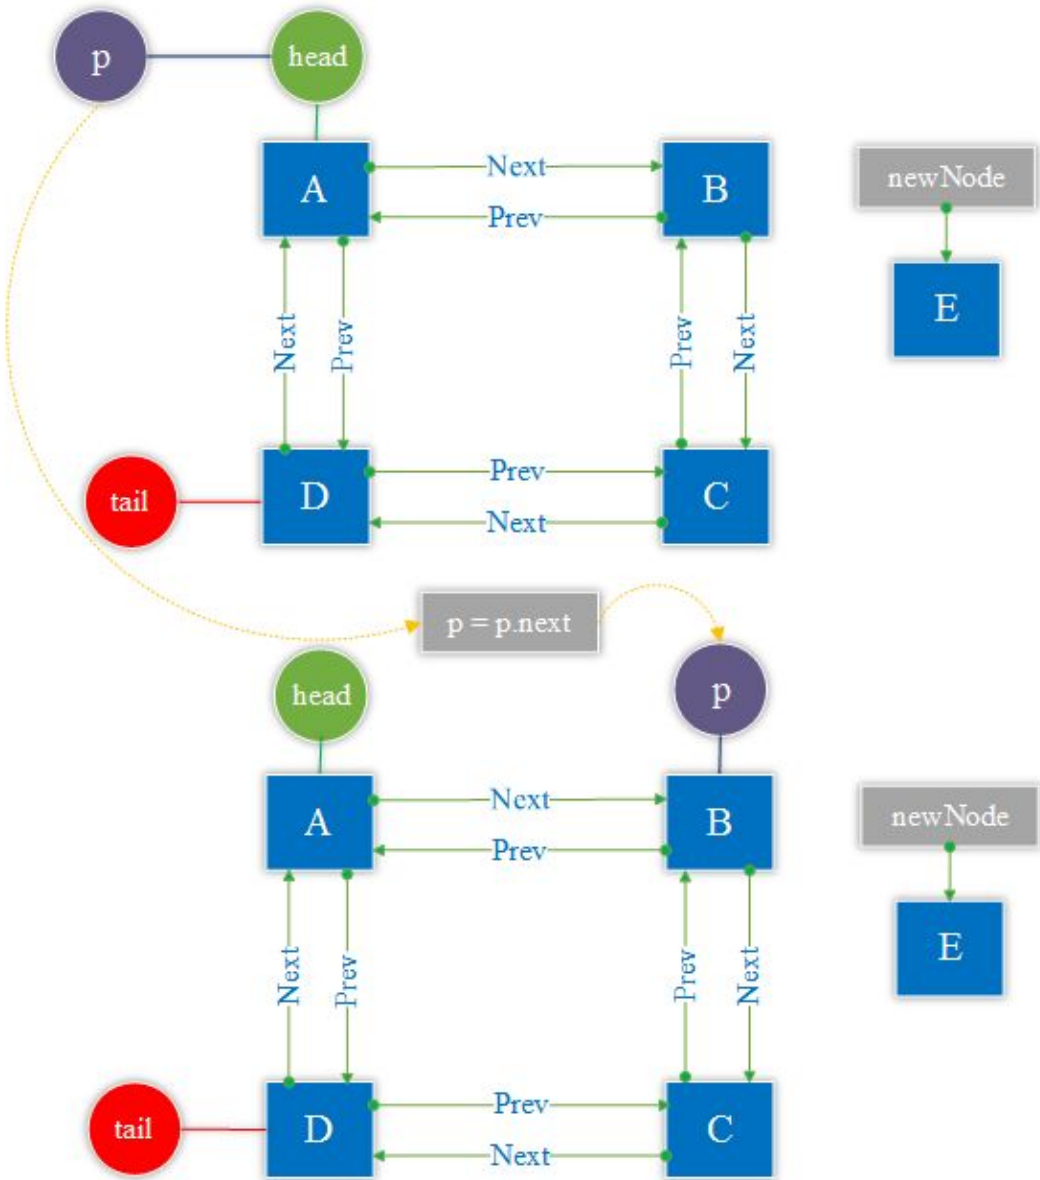 p
head
A
Next
B
newNode
Prev
E
Next
Prev
Prev
Next
tail
D
Prev
C
Next
p = p.next
head
p
A
Next
B
newNode
Prev
E
Next
Prev
Prev
Next
tail
D
Prev
C
Next